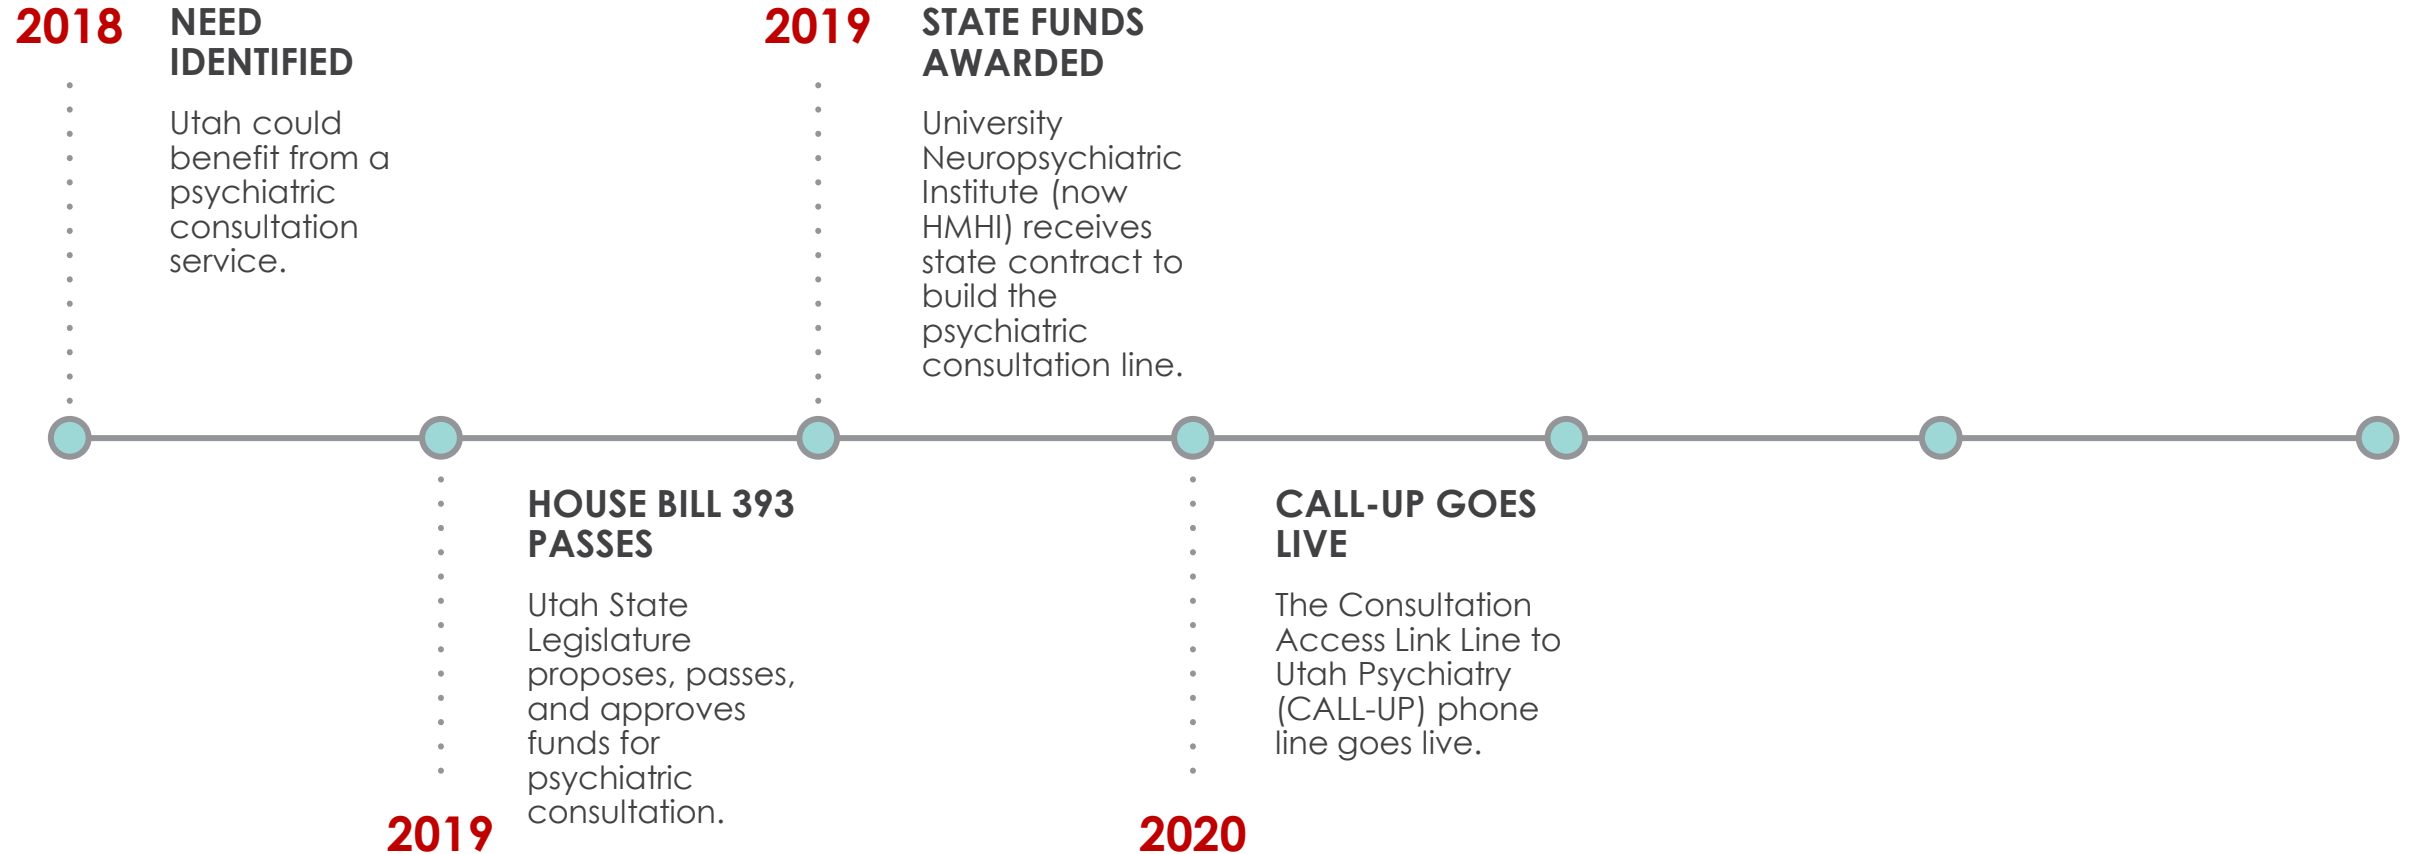 2018
NEED
IDENTIFIED
Utah could
benefit from a
psychiatric
consultation
service.
2019
HOUSE BILL 393
PASSES
Utah State
Legislature
proposes, passes,
and approves
funds for
psychiatric
consultation.
2019
STATE FUNDS
AWARDED
University
Neuropsychiatric
Institute (now
HMHI) receives
state contract to
build the
psychiatric
consultation line.
2020
CALL-UP GOES
LIVE
The Consultation
Access Link Line to
Utah Psychiatry
(CALL-UP) phone
line goes live.